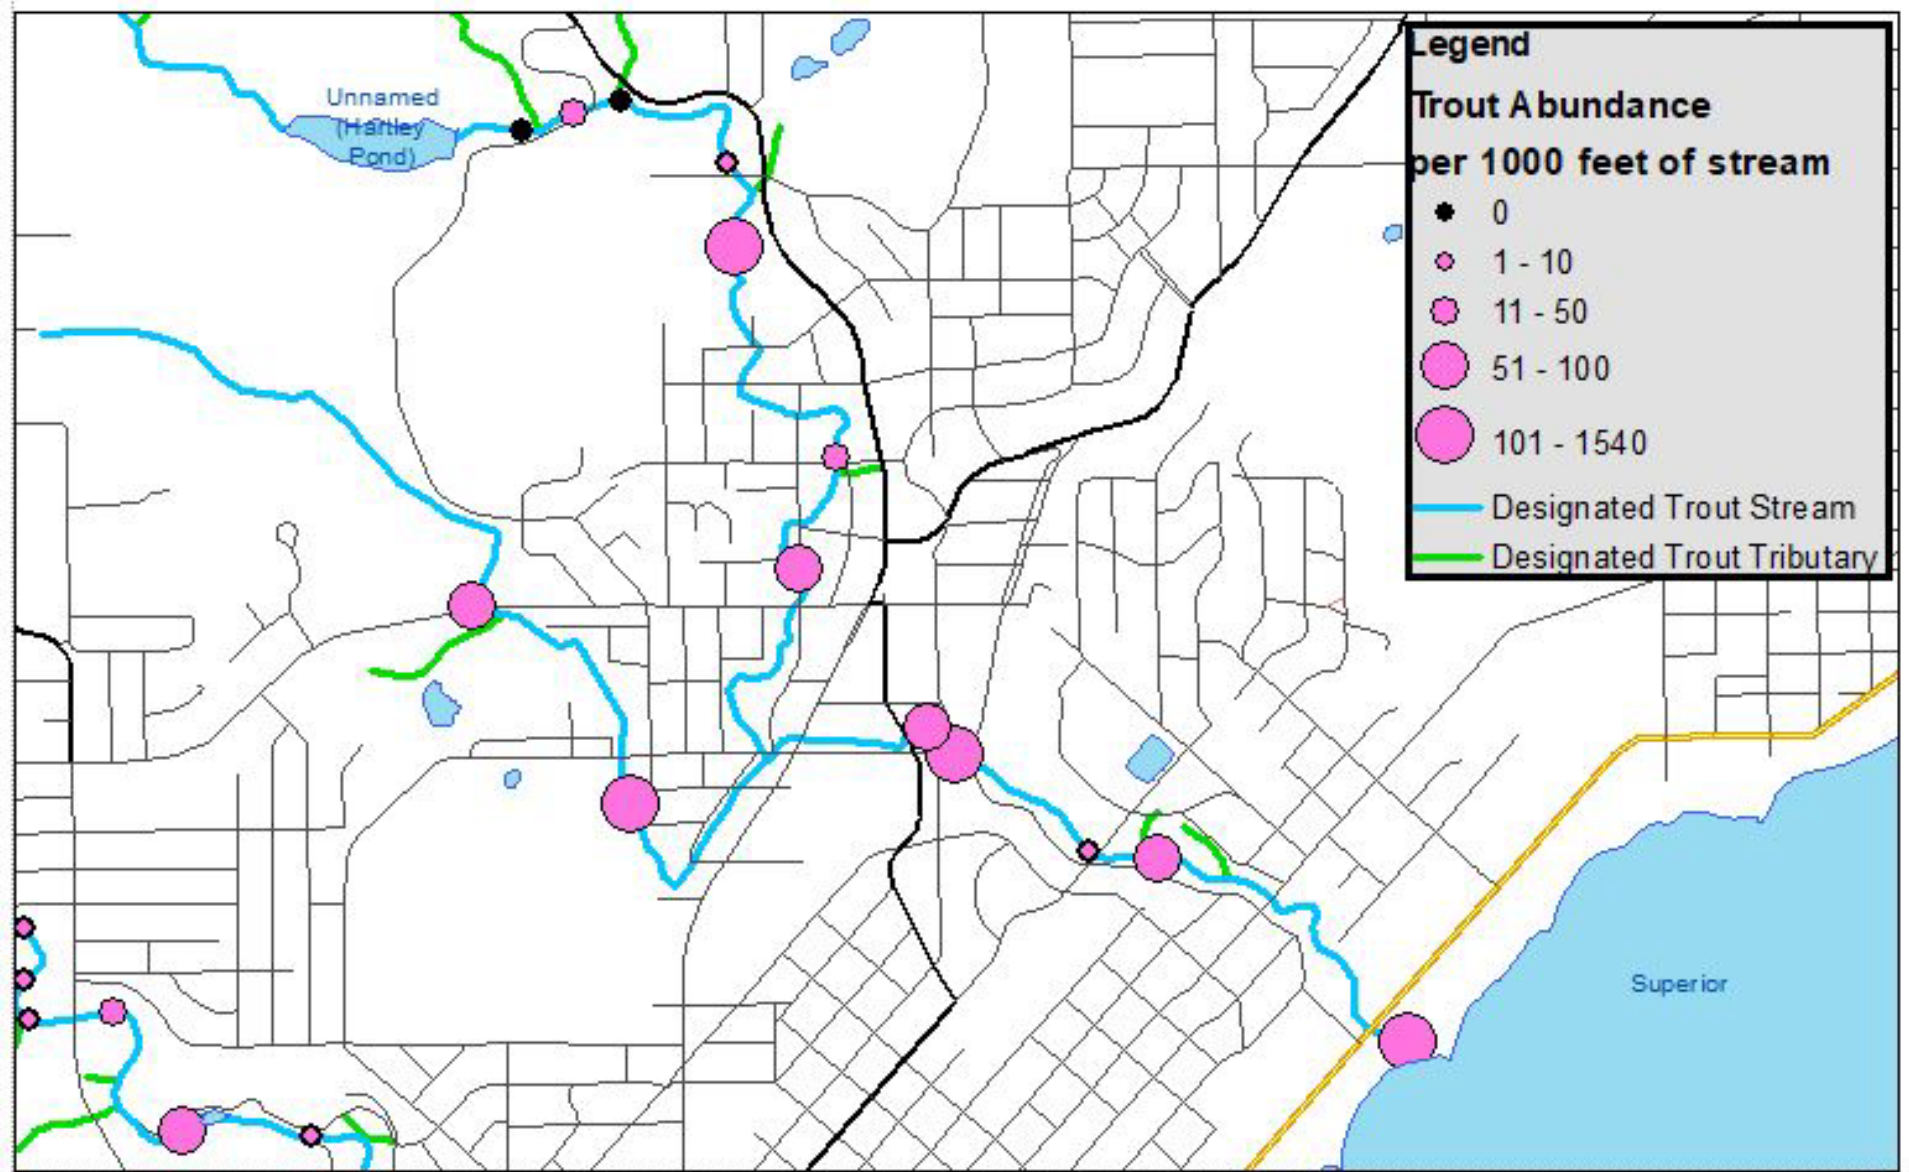 Unnamed
(Hartley
Pond)
Legend
Trout Abundance
per 1000 feet of stream
0
1 - 10
11 - 50
51 - 100
101 - 1540
Designated Trout Stream
Designated Trout Tributary
Superior